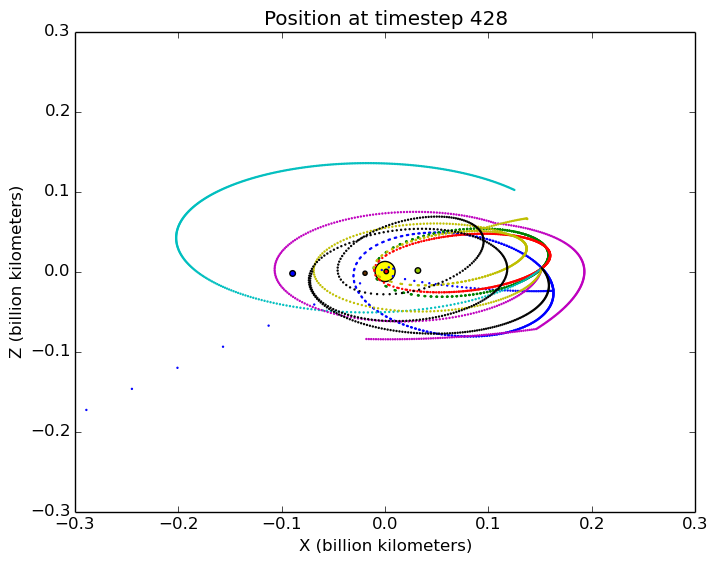 Position at timestep 428
0.3
0.2
0.1
0.0
−0.1
−0.2
−0.3
Z (billion kilometers)
−0.3 −0.2 −0.1 0.0 0.1 0.2 0.3
X (billion kilometers)